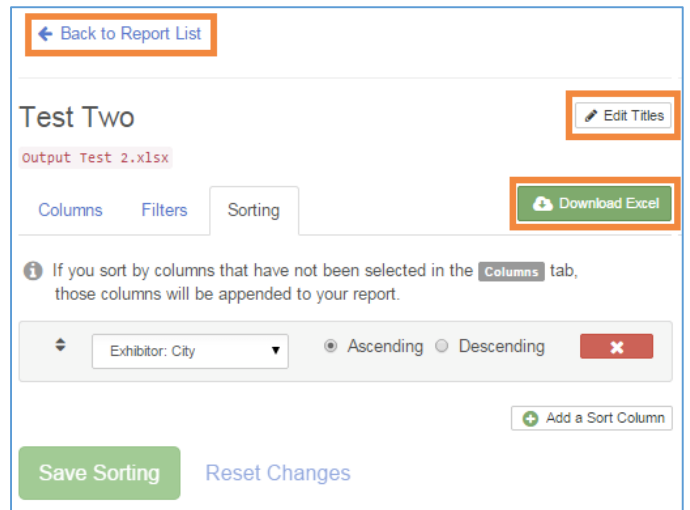 Back to Report List
Test Two
Edit Titles
Output Test 2.xlsx
Columns Filters Sorting
Download Excel
If you sort by columns that have not been selected in the Columns tab,
those columns will be appended to your report.
Exhibitor: City Ascending Descending
Add a Sort Column
Save Sorting Reset Changes